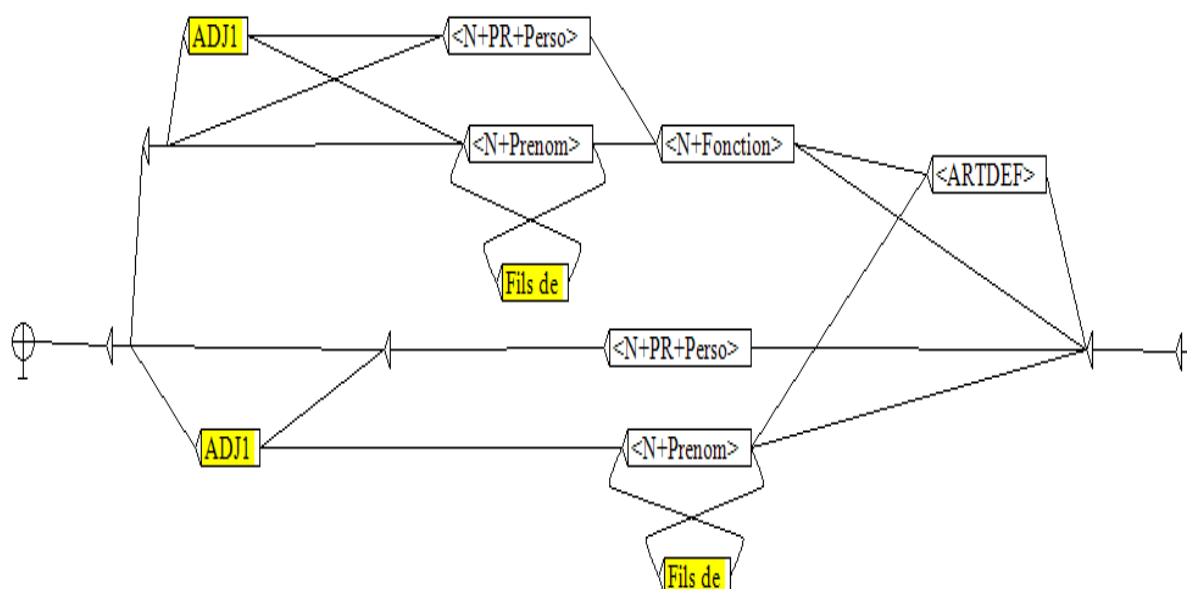 ADJ1
<N+PR+Perso>
<N+Prenom>
<N+Fonction>
<ARTDEF>
Fils de
<N+PR+Perso>
ADJ1
<N+Prenom>
Fils de